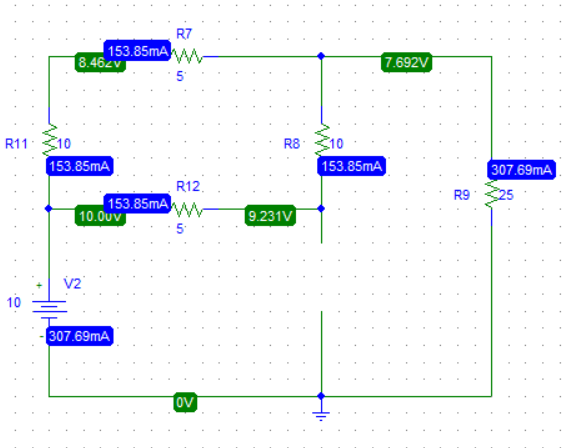 R7
153.85mA
8.462V
7.692V
5
R11
10
R8
10
153.85mA
153.85mA
307.69mA
R12
R9
25
153.85mA
10.00V
9.231V
5
+
V2
10
-
307.69mA
0V